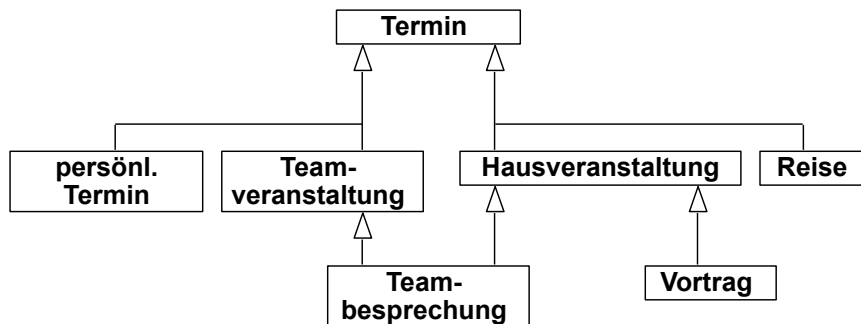 Termin
persönl.
Termin
Team-
veranstaltung
Hausveranstaltung
Reise
Team-
besprechung
Vortrag